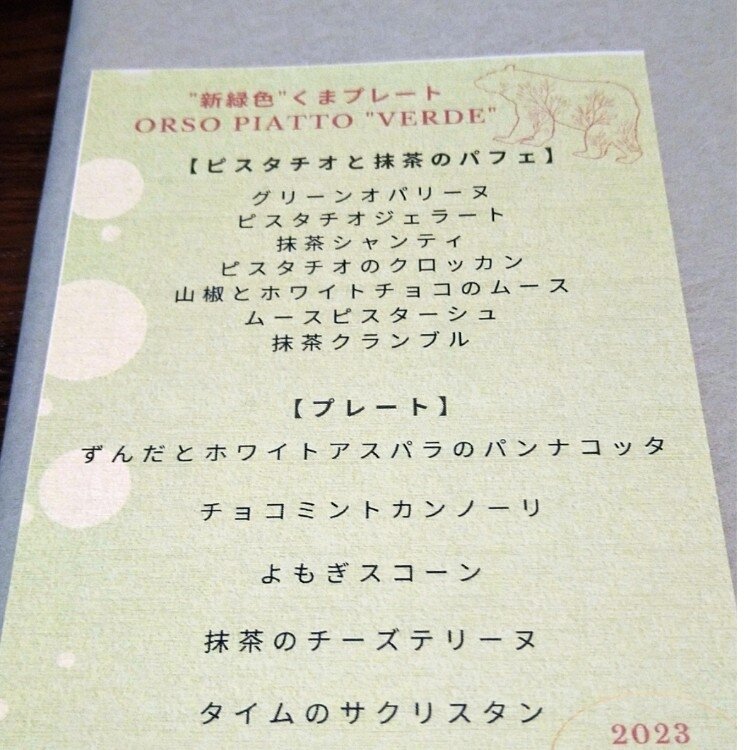 "新緑色"くまプレート
ORSO PIATTO "VERDE"
【ピスタチオと抹茶のパフェ】
グリーンオパリーヌ
ピスタチオジェラート
抹茶シャンティ
ピスタチオのクロッカン
山椒とホワイトチョコのムース
ムースピスターシュ
抹茶クランブル
【プレート】
ずんだとホワイトアスパラのパンナコッタ
チョコミントカンノーリ
よもぎスコーン
抹茶のチーズテリーヌ
タイムのサクリスタン
2023